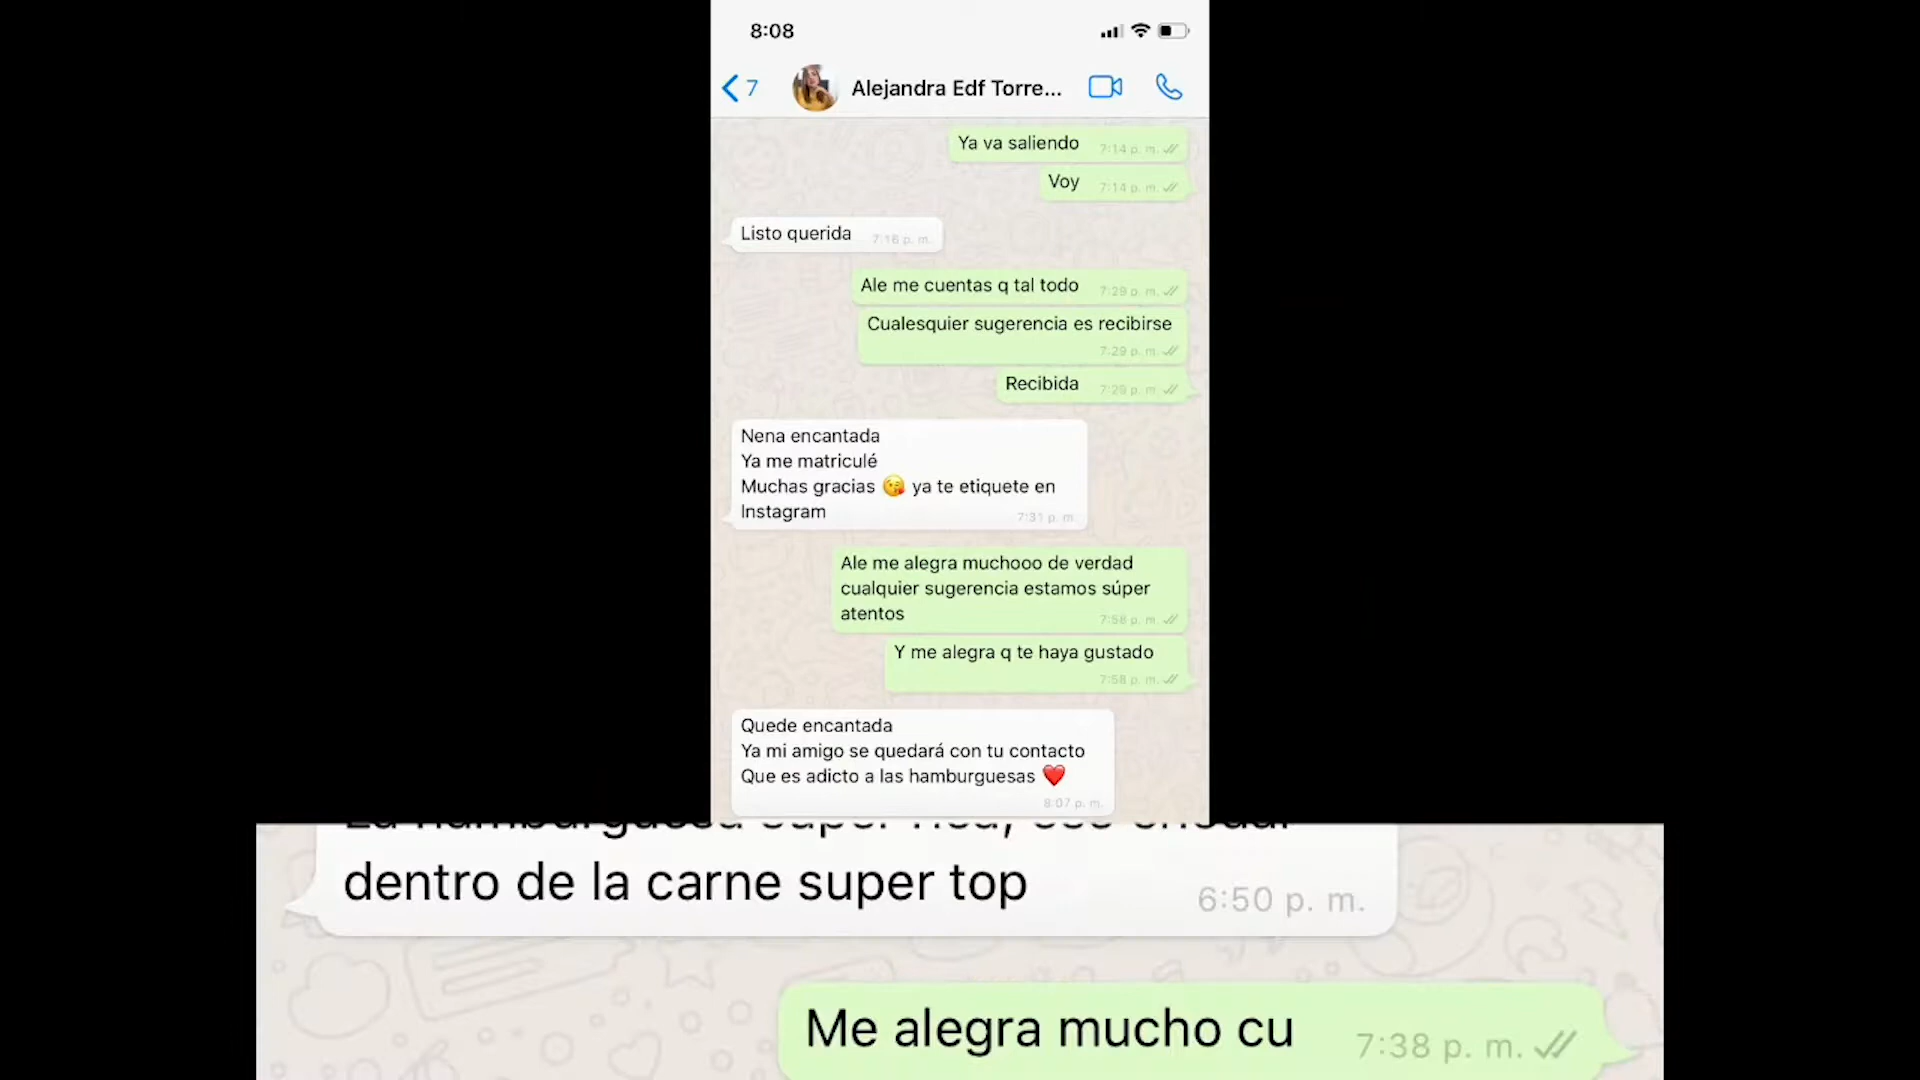 8:08
7
Alejandra Edf Torre...
Ya va saliendo 7:14 p. m.
Voy 7:14 p. m.
Listo querida 7:16 p. m.
Ale me cuentas q tal todo 7:29 p. m.
Cualesquier sugerencia es recibirse
7:29 p. m.
Recibida 7:29 p. m.
Nena encantada
Ya me matriculé
Muchas gracias 😘 ya te etiquete en
Instagram 7:31 p. m.
Ale me alegra muchooo de verdad
cualquier sugerencia estamos súper
atentos 7:58 p. m.
Y me alegra q te haya gustado
7:58 p. m.
Quede encantada
Ya mi amigo se quedará con tu contacto
Que es adicto a las hamburguesas ❤️
8:07 p. m.
dentro de la carne super top 6:50 p. m.
Me alegra mucho cu 7:38 p. m.